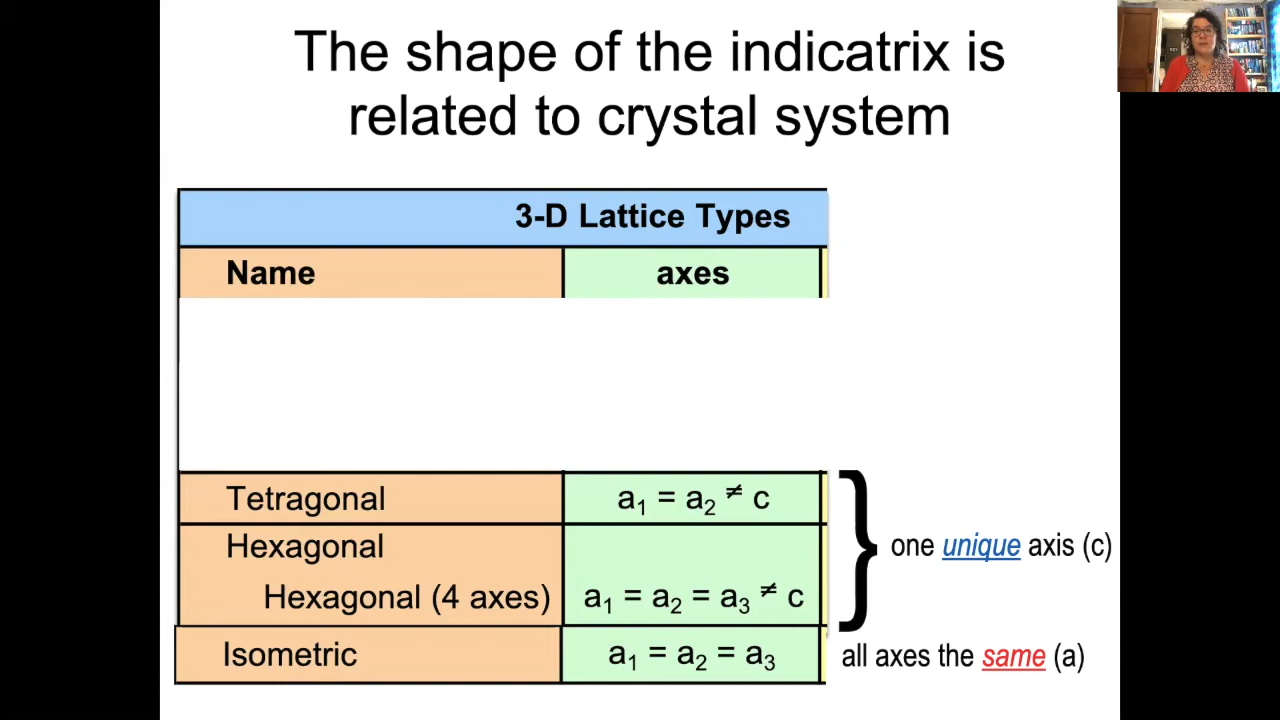 The shape of the indicatrix is
related to crystal system
3-D Lattice Types
Name axes
Tetragonal a₁ = a₂ ≠ c
Hexagonal
one unique axis (c)
Hexagonal (4 axes) a₁ = a₂ = a₃ ≠ c
Isometric a₁ = a₂ = a₃
all axes the same (a)